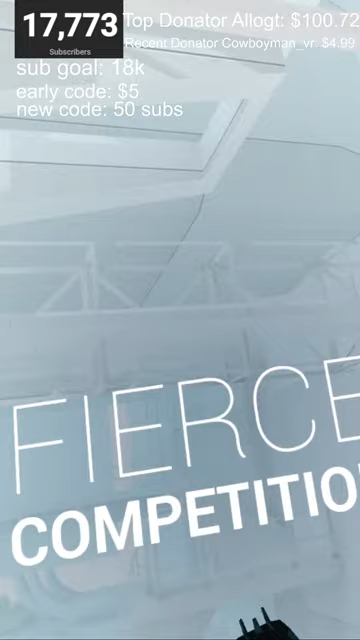 17,773
Subscribers
Top Donator Allogt: $100.72
Recent Donator Cowboyman_vr: $4.99
sub goal: 18k
early code: $5
new code: 50 subs
FIERCE
COMPETITIO